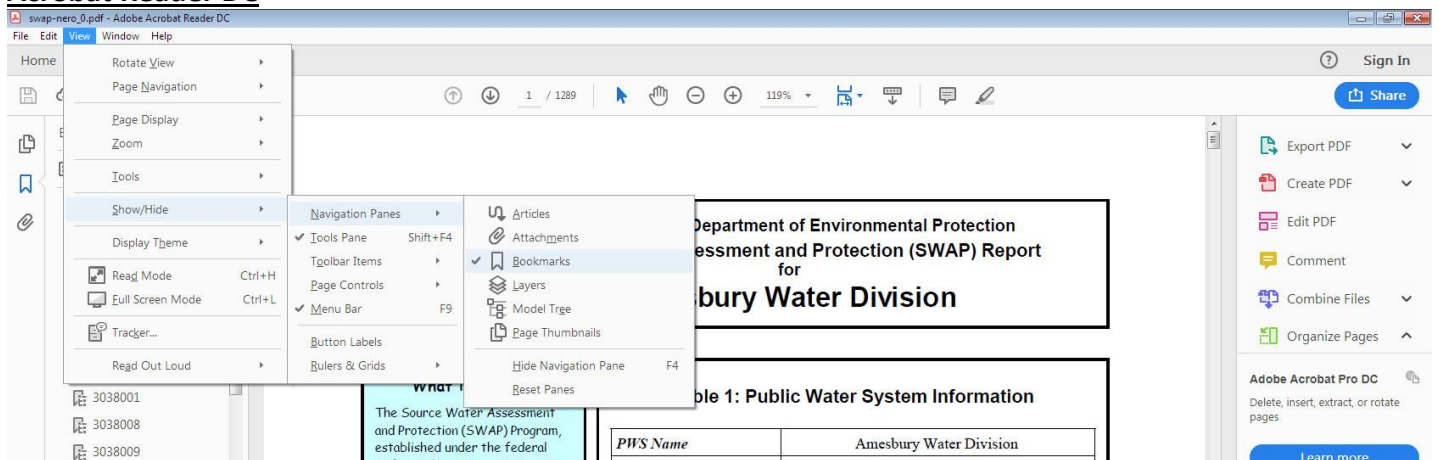 Acrobat Reader DC
swap-nero_0.pdf - Adobe Acrobat Reader DC
File Edit View Window Help
Home
Sign In
1 / 1289
119%
Share
Rotate View
Page Navigation
Page Display
Zoom
Tools
Show/Hide
Display Theme
Read Mode Ctrl+H
Full Screen Mode Ctrl+L
Tracker...
Read Out Loud
Navigation Panes
Tools Pane Shift+F4
Toolbar Items
Page Controls
Menu Bar F9
Button Labels
Rulers & Grids
Articles
Attachments
Bookmarks
Layers
Model Tree
Page Thumbnails
Hide Navigation Pane F4
Reset Panes
3038001
3038008
3038009
Department of Environmental Protection
essment and Protection (SWAP) Report
for
sbury Water Division
What
The Source Water Assessment
and Protection (SWAP) Program,
established under the federal
ble 1: Public Water System Information
PWS Name Amesbury Water Division
Export PDF
Create PDF
Edit PDF
Comment
Combine Files
Organize Pages
Adobe Acrobat Pro DC
Delete, insert, extract, or rotate
pages
Learn more